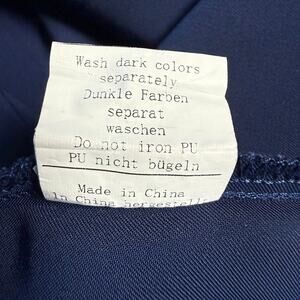 Wash dark colors
separately
Dunkle Farben
separat
waschen
Do not iron PU
PU nicht bügeln
Made in China
In China hergestellt